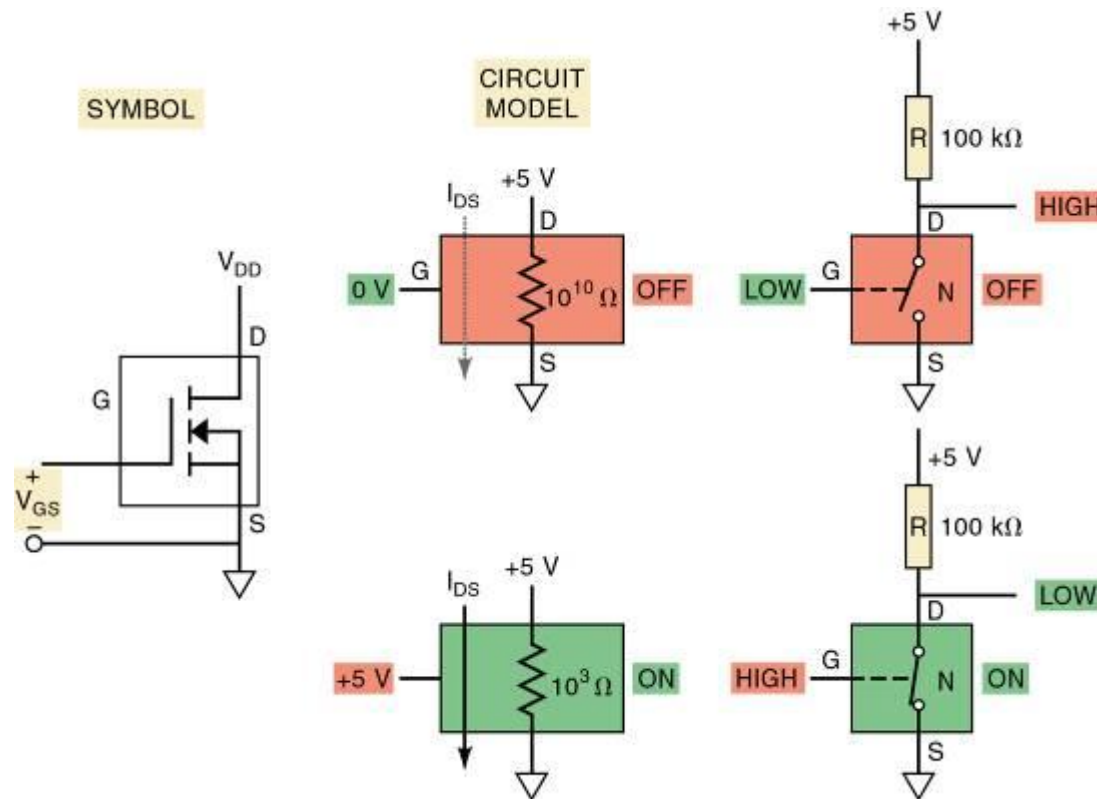 SYMBOL
V_DD
D
G
+
V_GS
−
S
CIRCUIT
MODEL
I_DS
+5 V
D
0 V
G
10^10 Ω
OFF
S
I_DS
+5 V
+5 V
10^3 Ω
ON
+5 V
R
100 kΩ
HIGH
D
LOW
G
N
OFF
S
+5 V
R
100 kΩ
LOW
D
HIGH
G
N
ON
S